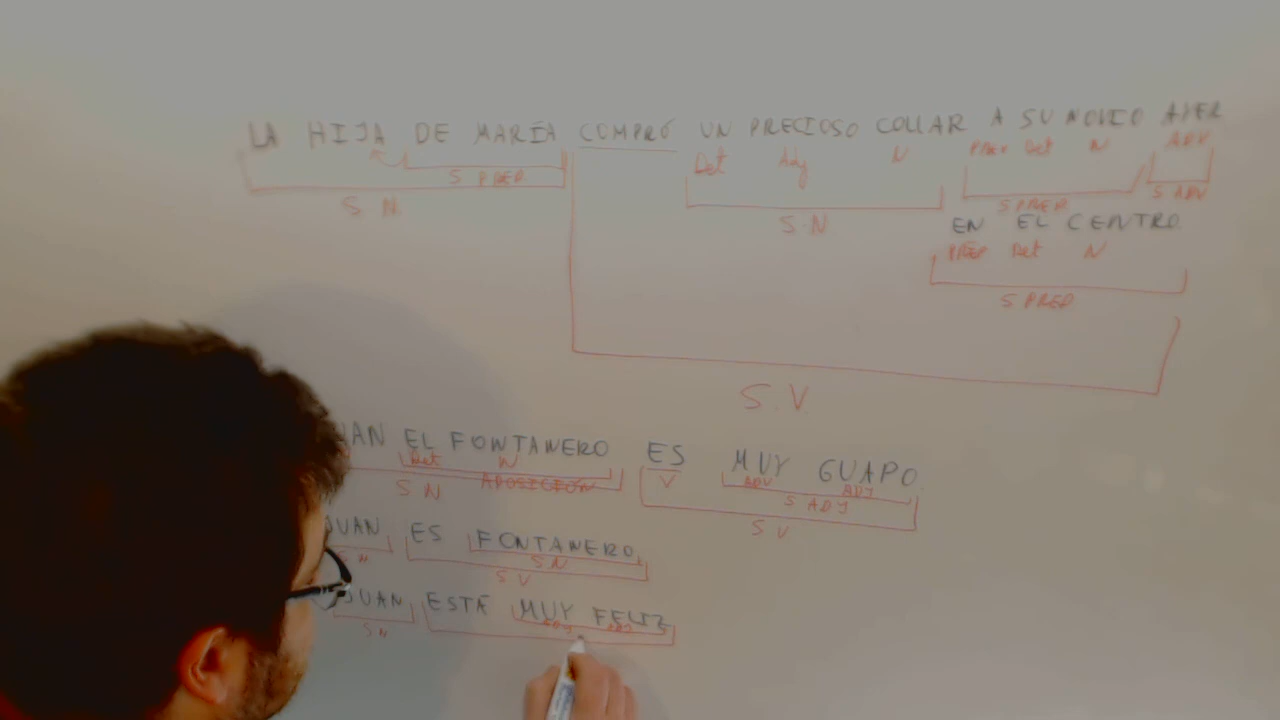 LA HIJA DE MARÍA COMPRÓ UN PRECIOSO COLLAR A SU NOVIO AYER
Det Adj N PREP Det N ADV
S PREP S PREP S ADV
S N S N
EN EL CENTRO
PREP Det N
S PREP
S.V
JUAN EL FONTANERO ES MUY GUAPO
Det N V ADV ADJ
S N APOSICIÓN S ADJ
S V
JUAN ES FONTANERO
S N S N
S V
JUAN ESTÁ MUY FELIZ
S N